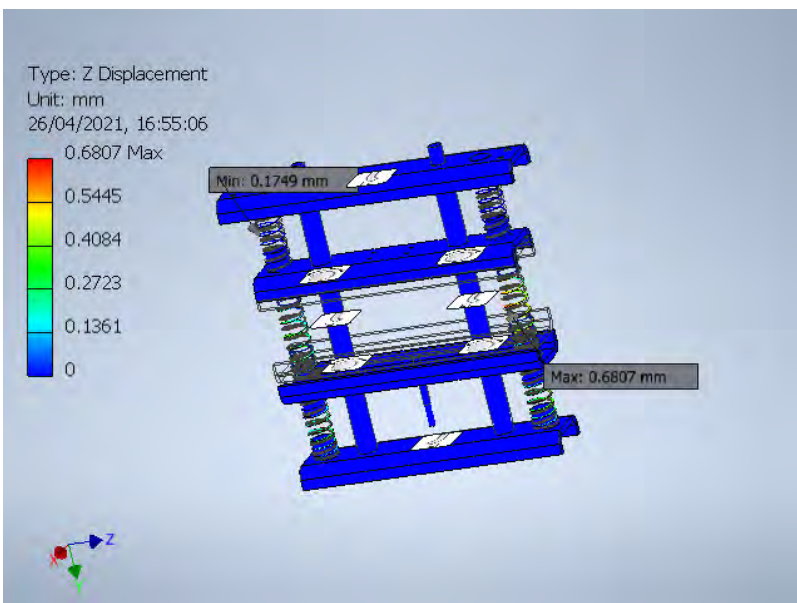 Type: Z Displacement
Unit: mm
26/04/2021, 16:55:06
0.6807 Max
0.5445
0.4084
0.2723
0.1361
0
Min: 0.1749 mm
Max: 0.6807 mm
Z
X
Y